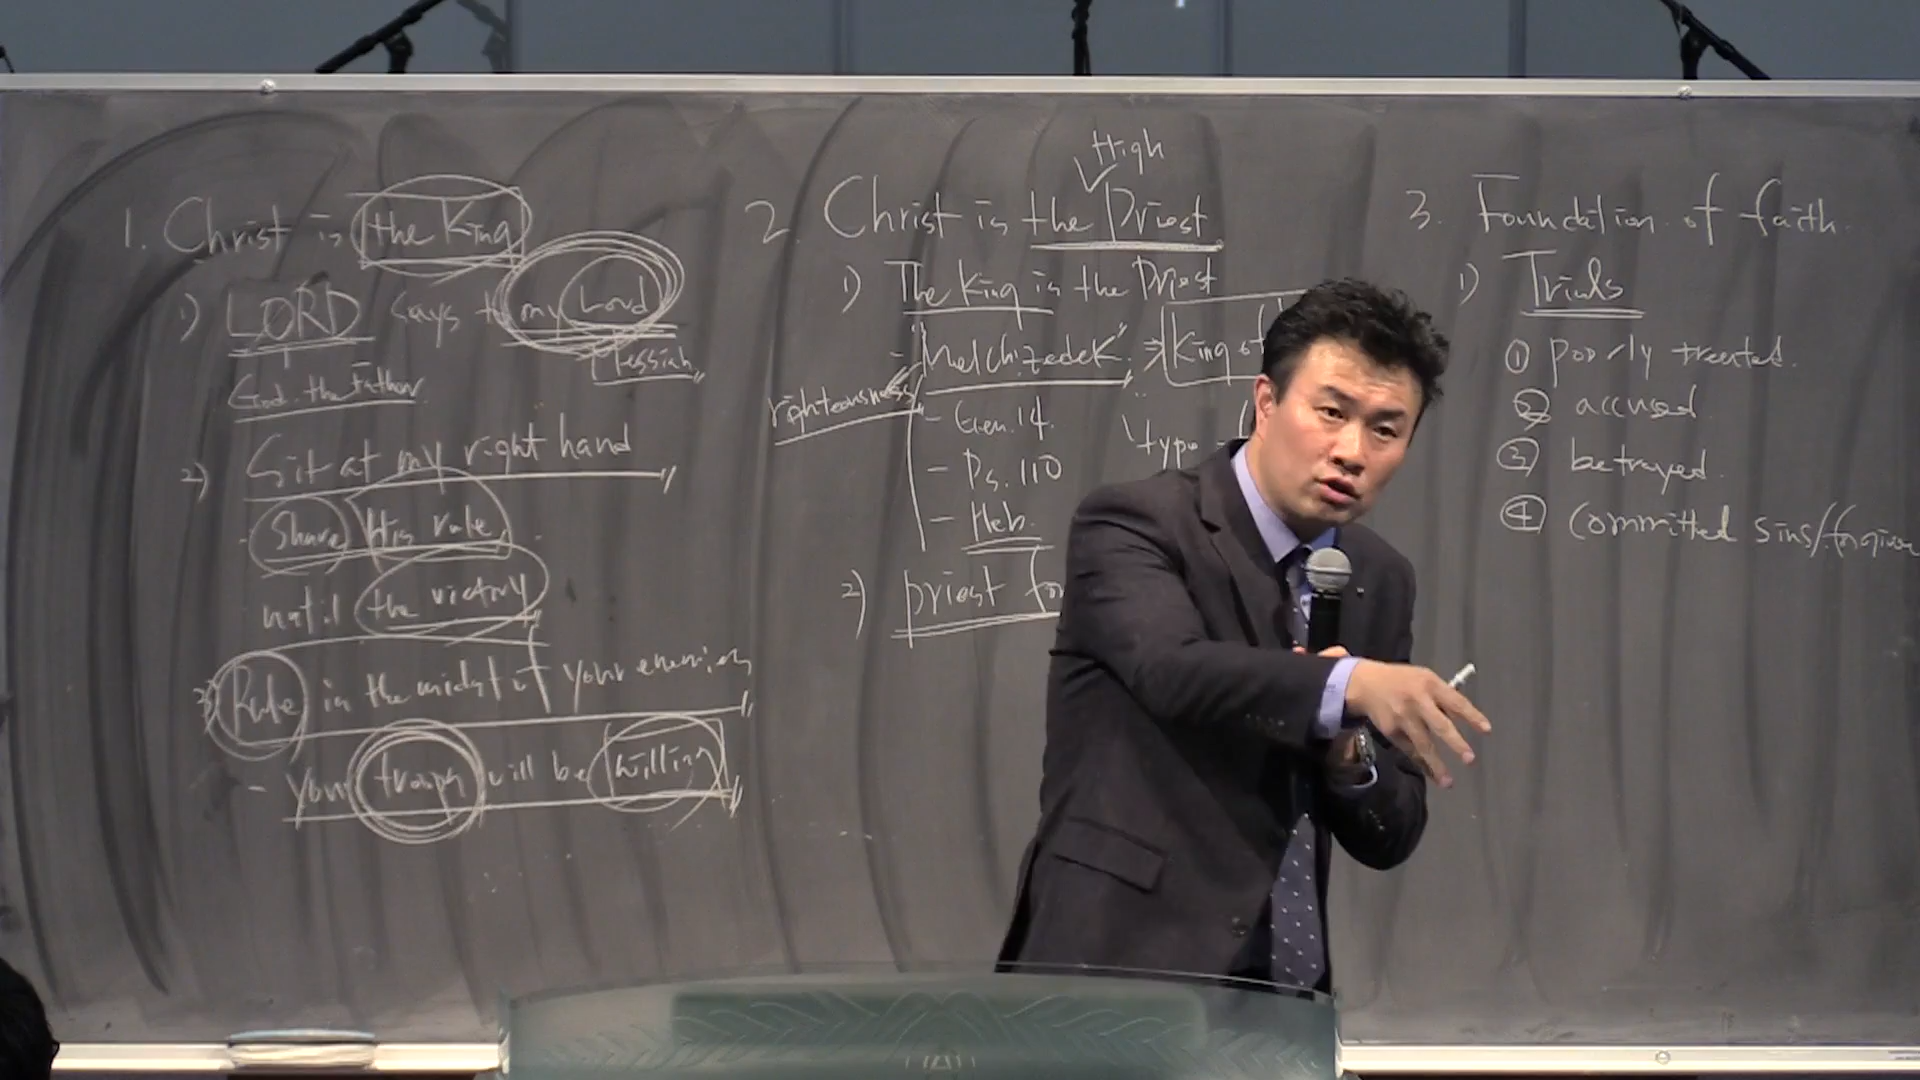 1. Christ is the King
1) LORD says to my Lord
Messiah
God the Father
2) Sit at my right hand
- Share His rule
until the victory
3) Rule in the midst of your enemies
- Your troops will be willing
High
2. Christ is the Priest
1) The King is the Priest
- "Melchizedek" ⇒ King of
righteousness
- Gen. 14.
- Ps. 110
- Heb.
type
2) priest for
3. Foundation of faith.
1) Trials
① poorly treated.
② accused
③ betrayed.
④ committed sins/